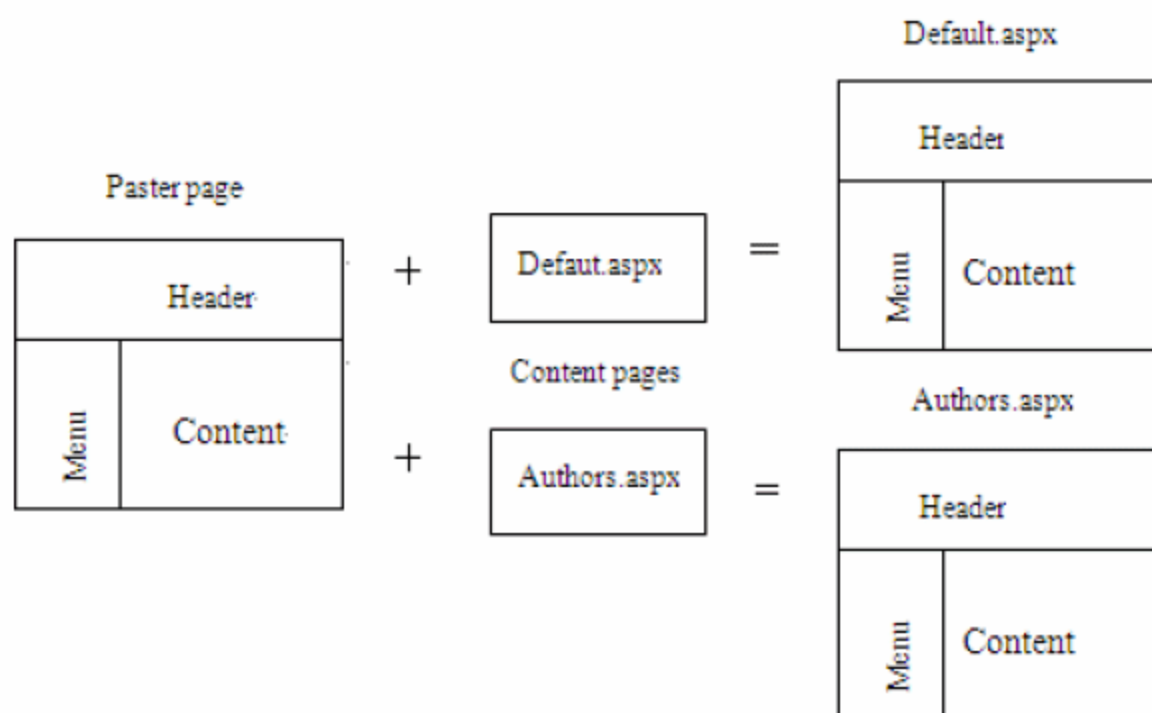 Paster page
Header
Menu
Content
+
+
Defaut.aspx
Content pages
Authors.aspx
=
=
Default.aspx
Header
Menu
Content
Authors.aspx
Header
Menu
Content